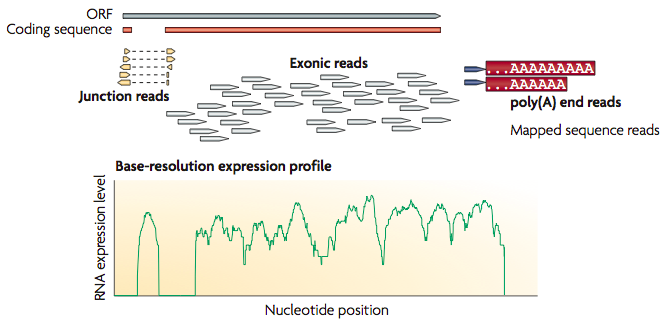 ORF
Coding sequence
Exonic reads
Junction reads
...AAAAAAAAA
...AAAAAA
poly(A) end reads
Mapped sequence reads
Base-resolution expression profile
RNA expression level
Nucleotide position